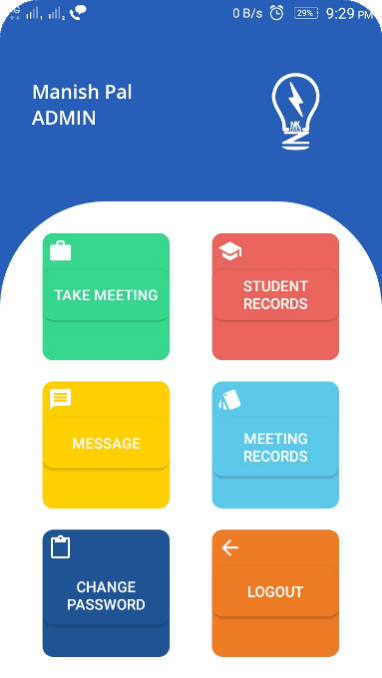 0 B/s 29% 9:29 PM
Manish Pal
ADMIN
NK
TAKE MEETING
STUDENT
RECORDS
MESSAGE
MEETING
RECORDS
CHANGE
PASSWORD
LOGOUT